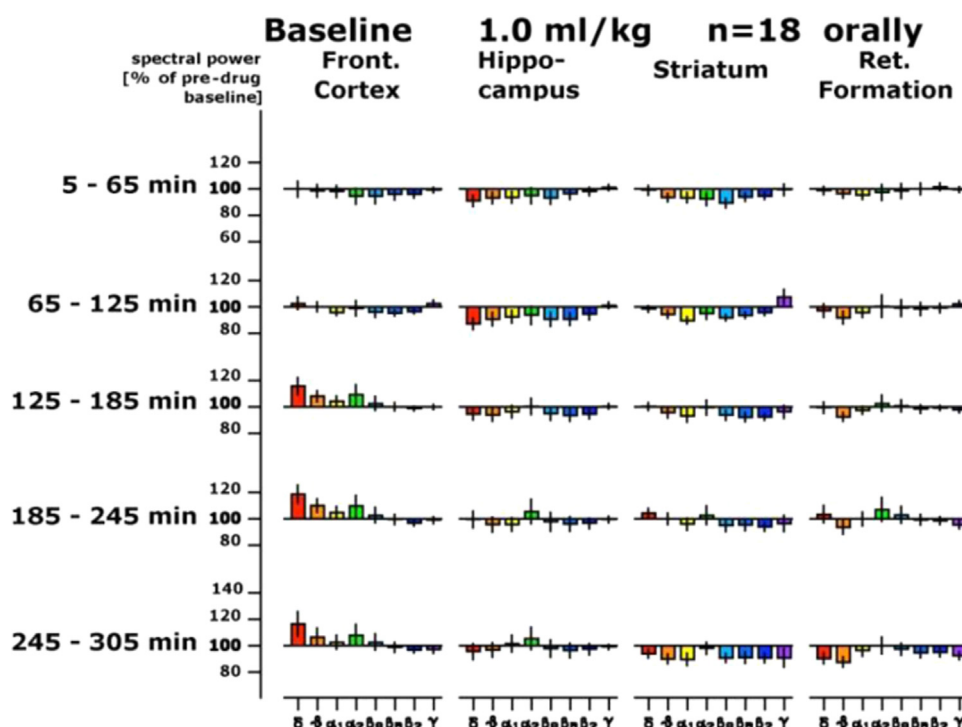 Baseline 1.0 ml/kg n=18 orally
spectral power
[% of pre-drug
baseline]
Front.
Cortex
Hippo-
campus
Striatum
Ret.
Formation
5 - 65 min
120
100
80
60
65 - 125 min
120
100
80
125 - 185 min
120
100
80
185 - 245 min
120
100
80
245 - 305 min
140
120
100
80